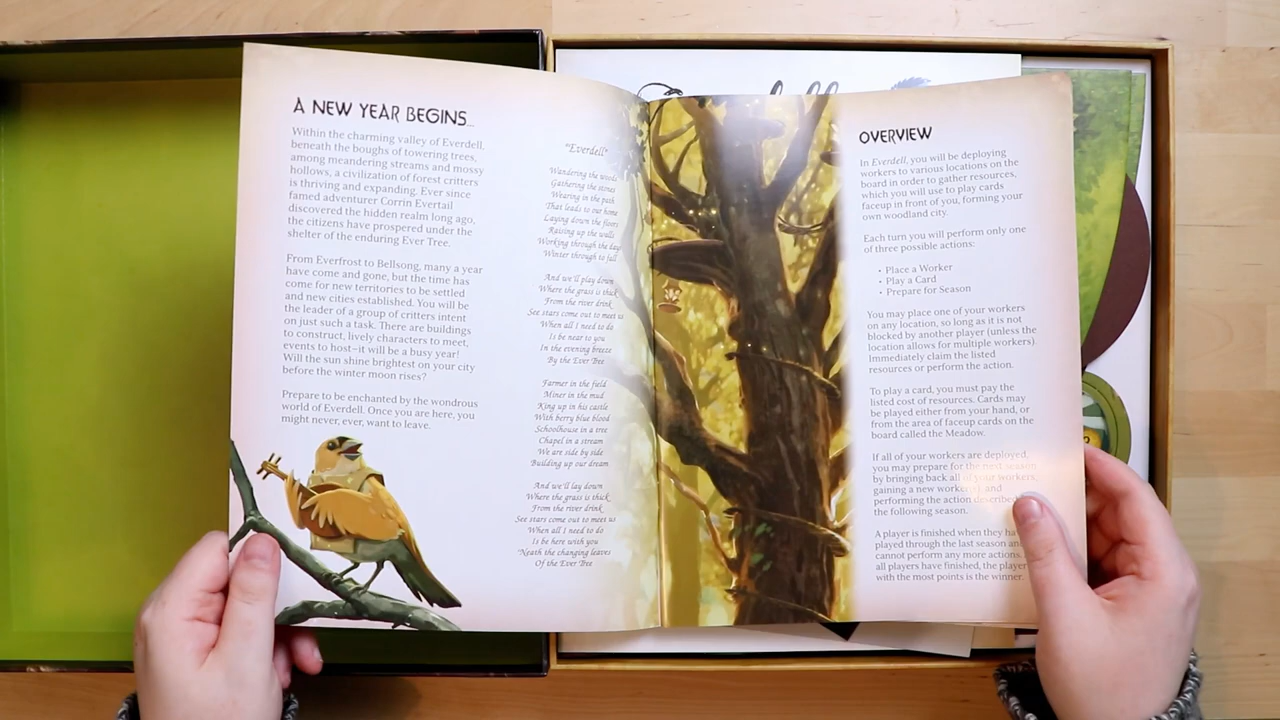 A NEW YEAR BEGINS...
Within the charming valley of Everdell,
beneath the boughs of towering trees,
among meandering streams and mossy
hollows, a civilization of forest critters
is thriving and expanding. Ever since
famed adventurer Corrin Evertail
discovered the hidden realm long ago,
the citizens have prospered under the
shelter of the enduring Ever Tree.
From Everfrost to Bellsong, many a year
have come and gone, but the time has
come for new territories to be settled
and new cities established. You will be
the leader of a group of critters intent
on just such a task. There are buildings
to construct, lively characters to meet,
events to host—it will be a busy year!
Will the sun shine brightest on your city
before the winter moon rises?
Prepare to be enchanted by the wondrous
world of Everdell. Once you are here, you
might never, ever, want to leave.
"Everdell"
Wandering the woods
Gathering the stones
Wearing in the path
That leads to our home
Laying down the floors
Raising up the walls
Working through the days
Winter through to fall
And we'll play down
Where the grass is thick
From the river drink
See stars come out to meet us
When all I need to do
Is be near to you
In the evening breeze
By the Ever Tree
Farmer in the field
Miner in the mud
King up in his castle
With berry blue blood
Schoolhouse in a tree
Chapel in a stream
We are side by side
Building up our dream
And we'll lay down
Where the grass is thick
From the river drink
See stars come out to meet us
When all I need to do
Is be here with you
'Neath the changing leaves
Of the Ever Tree
OVERVIEW
In Everdell, you will be deploying
workers to various locations on the
board in order to gather resources,
which you will use to play cards
faceup in front of you, forming your
own woodland city.
Each turn you will perform only one
of three possible actions:
• Place a Worker
• Play a Card
• Prepare for Season
You may place one of your workers
on any location, so long as it is not
blocked by another player (unless the
location allows for multiple workers).
Immediately claim the listed
resources or perform the action.
To play a card, you must pay the
listed cost of resources. Cards may
be played either from your hand, or
from the area of faceup cards on the
board called the Meadow.
If all of your workers are deployed,
you may prepare for the next season
by bringing back all of your workers,
gaining a new worker(s), and
performing the action described
the following season.
A player is finished when they have
played through the last season and
cannot perform any more actions.
all players have finished, the player
with the most points is the winner.